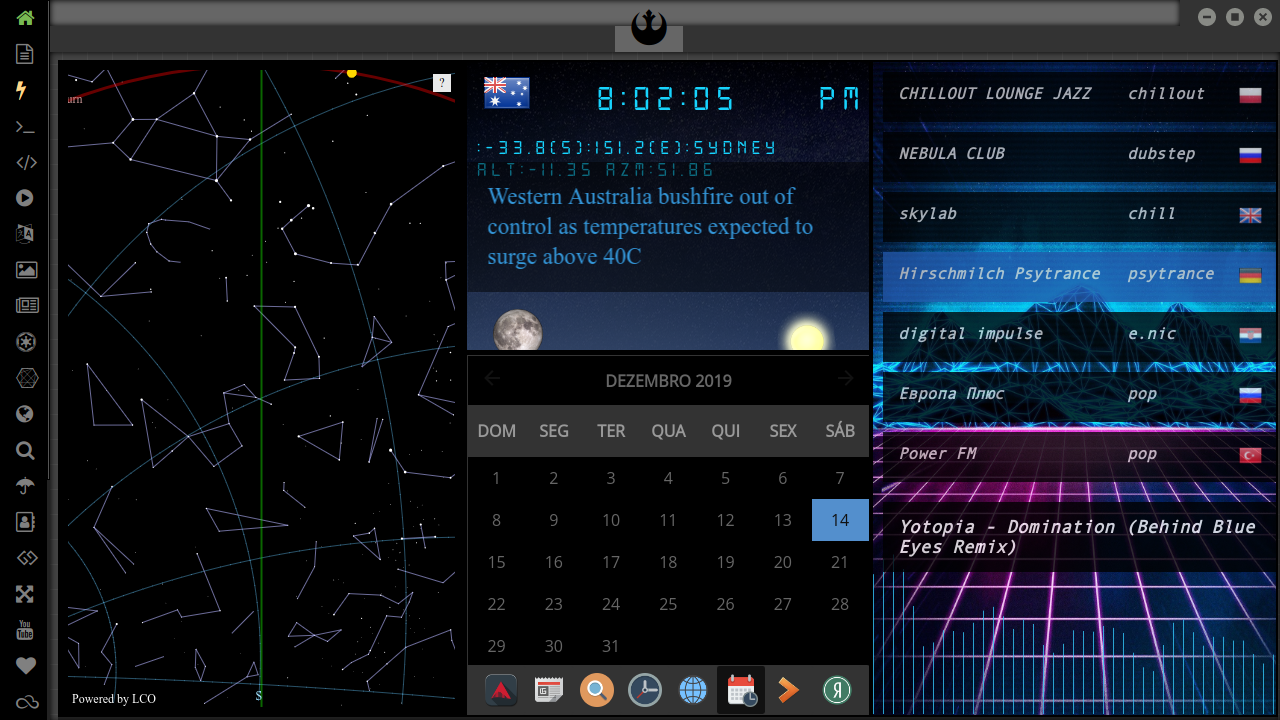 urn
?
Powered by LCO
S
8:02:05 PM
:-33.8(S):151.2(E):SYDNEY
ALT:-11.35 AZM:51.86
Western Australia bushfire out of
control as temperatures expected to
surge above 40C
DEZEMBRO 2019
DOM SEG TER QUA QUI SEX SÁB
1 2 3 4 5 6 7
8 9 10 11 12 13 14
15 16 17 18 19 20 21
22 23 24 25 26 27 28
29 30 31
Я
CHILLOUT LOUNGE JAZZ chillout
NEBULA CLUB dubstep
skylab chill
Hirschmilch Psytrance psytrance
digital impulse e.nic
Европа Плюс pop
Power FM pop
Yotopia - Domination (Behind Blue
Eyes Remix)
You
Tube